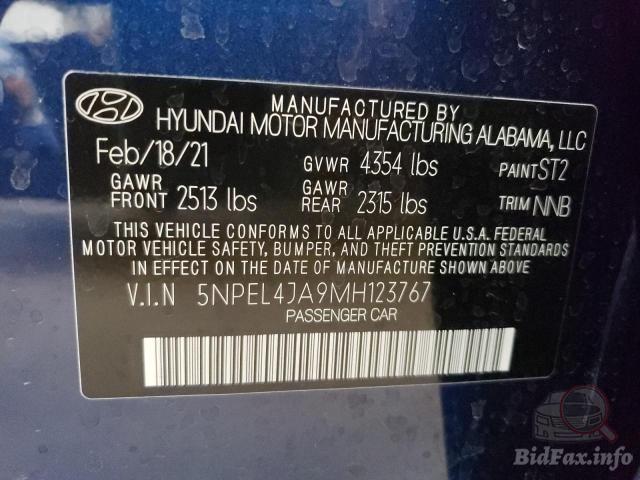 MANUFACTURED BY
HYUNDAI MOTOR MANUFACTURING ALABAMA, LLC
Feb/18/21 GVWR 4354 lbs PAINT ST2
GAWR FRONT 2513 lbs GAWR REAR 2315 lbs TRIM NNB
THIS VEHICLE CONFORMS TO ALL APPLICABLE U.S.A. FEDERAL
MOTOR VEHICLE SAFETY, BUMPER, AND THEFT PREVENTION STANDARDS
IN EFFECT ON THE DATE OF MANUFACTURE SHOWN ABOVE
V.I.N 5NPEL4JA9MH123767
PASSENGER CAR
BidFax.info